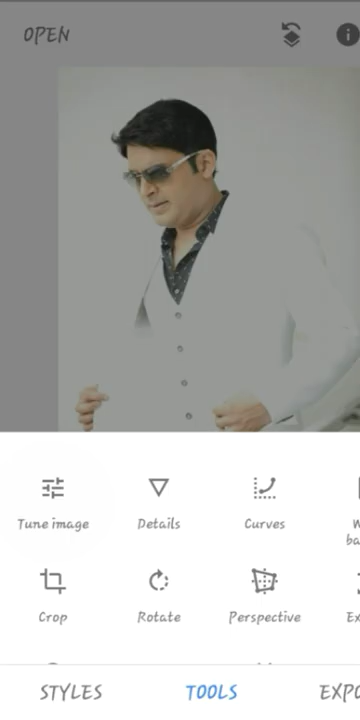 OPEN
Tune image
Details
Curves
Crop
Rotate
Perspective
STYLES
TOOLS